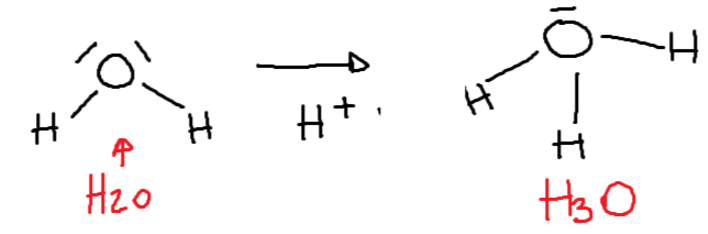 O O H
H H H
H+ H
H2O H3O